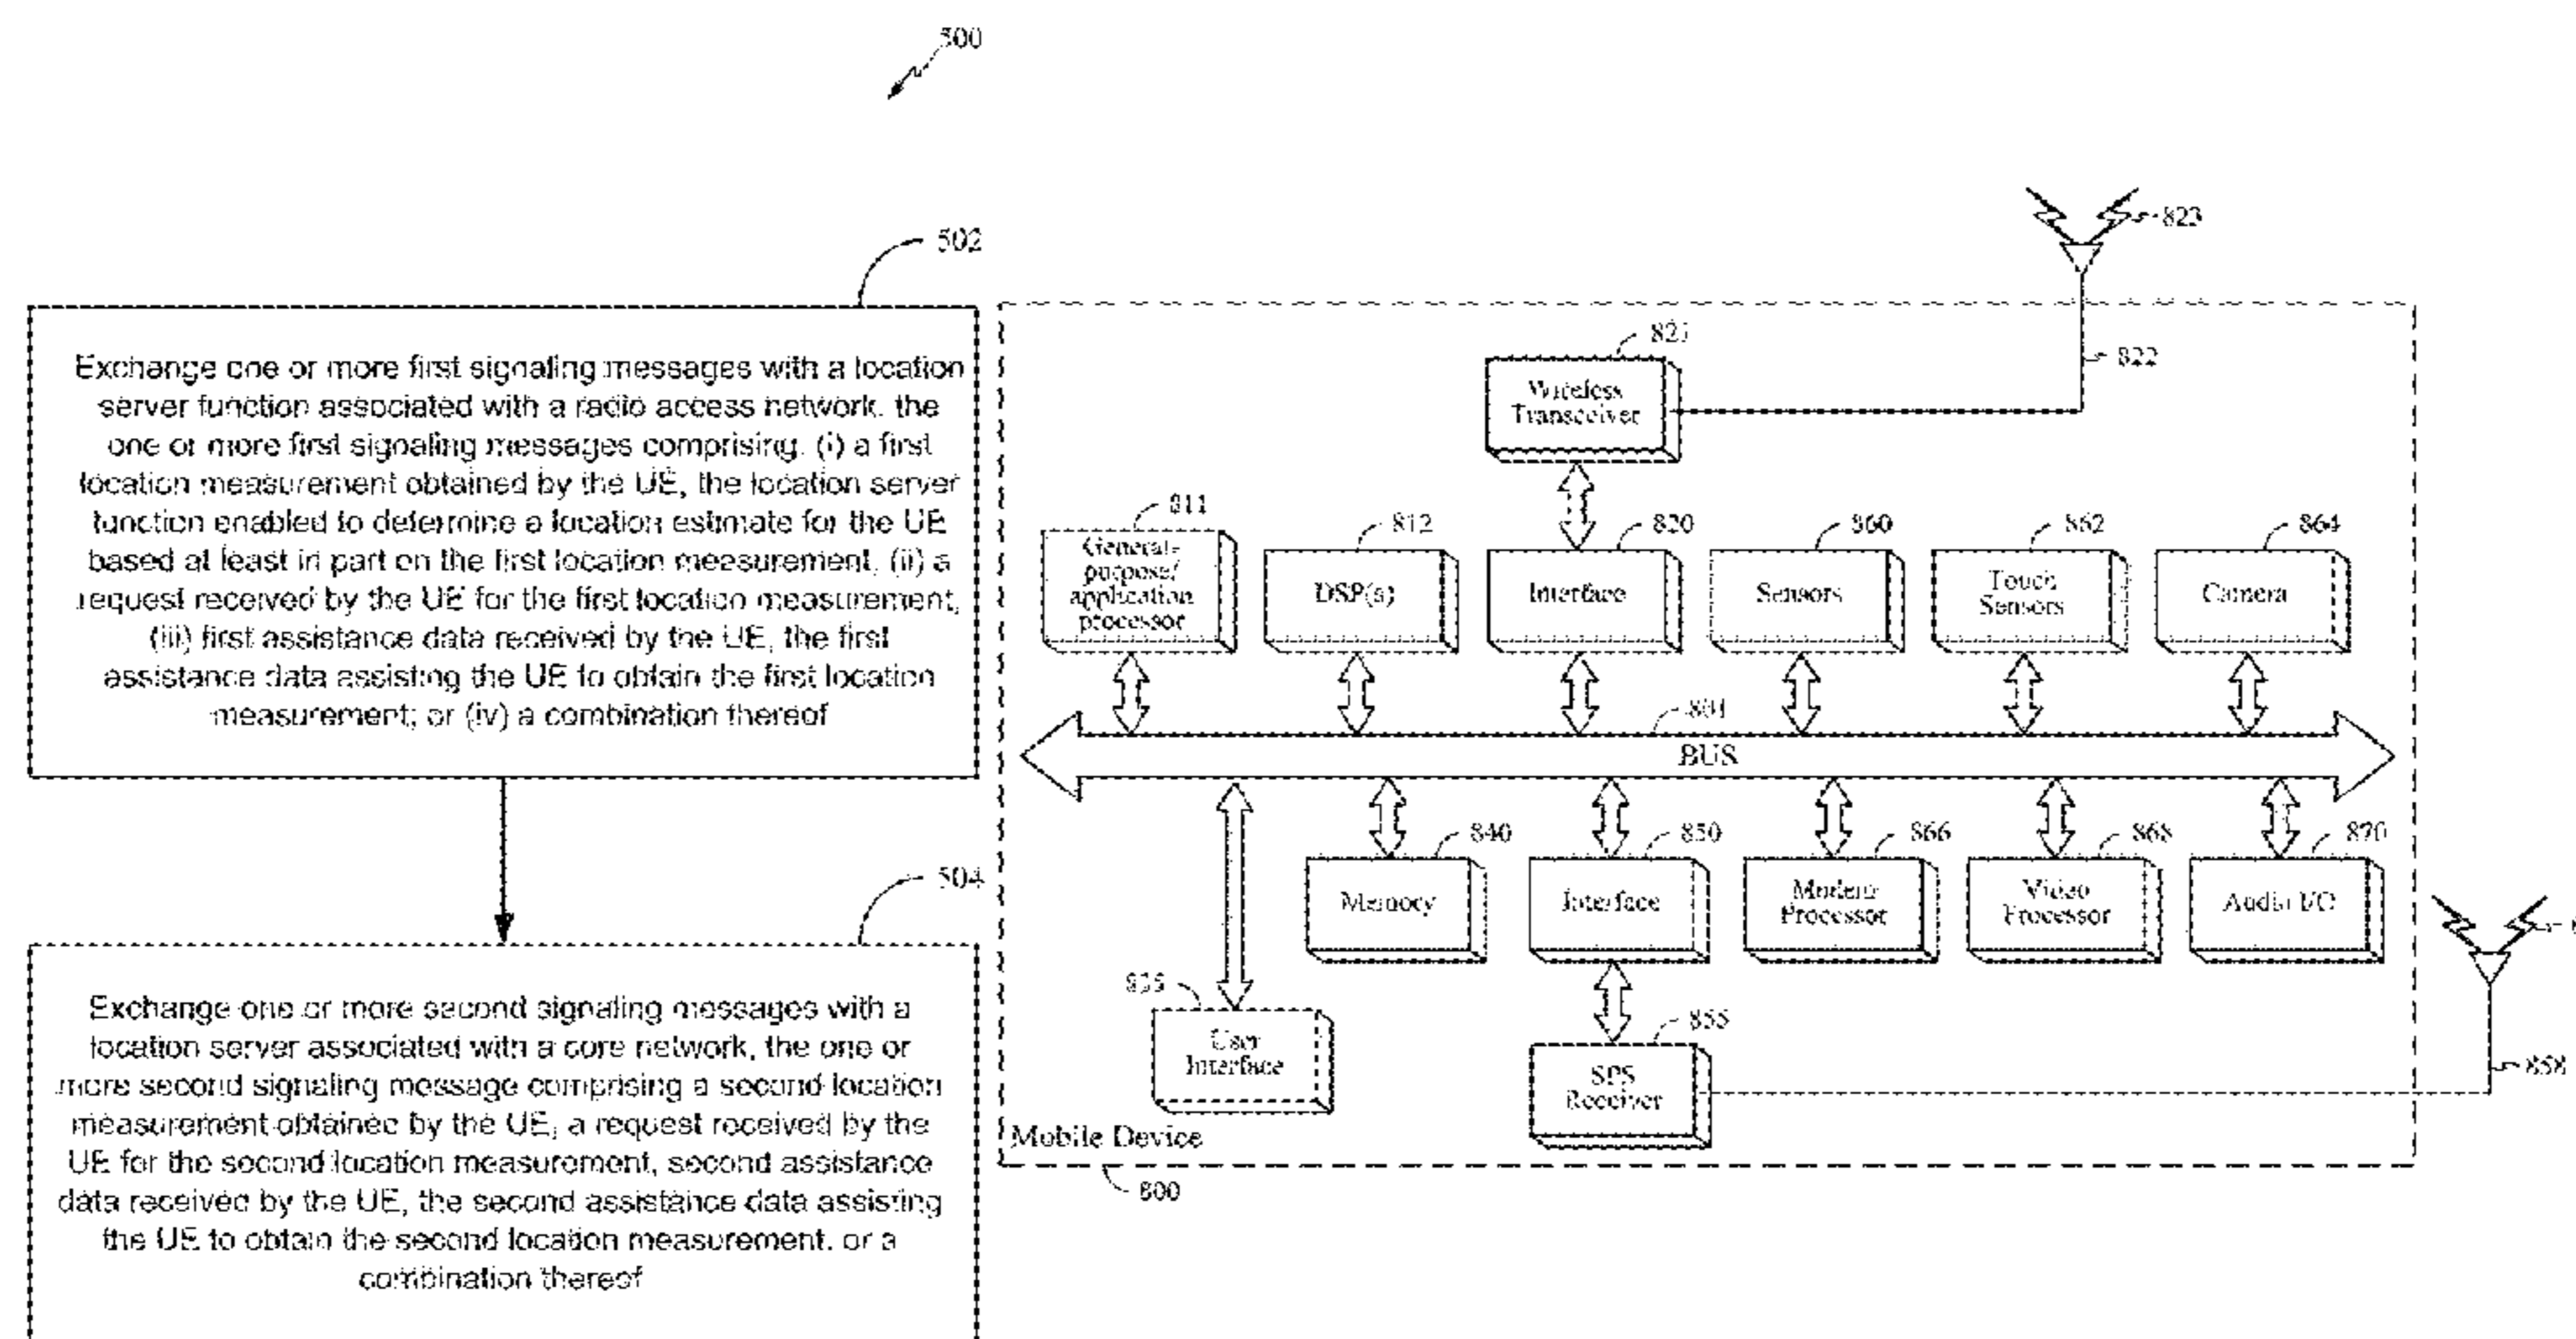 500
502
Exchange one or more first signaling messages with a location
server function associated with a radio access network, the
one or more first signaling messages comprising, (i) a first
location measurement obtained by the UE, the location server
function enabled to determine a location estimate for the UE
based at least in part on the first location measurement, (ii) a
request received by the UE for the first location measurement,
(iii) first assistance data received by the UE, the first
assistance data assisting the UE to obtain the first location
measurement; or (iv) a combination thereof
504
Exchange one or more second signaling messages with a
location server associated with a core network, the one or
more second signaling message comprising a second location
measurement obtained by the UE, a request received by the
UE for the second location measurement, second assistance
data received by the UE, the second assistance data assisting
the UE to obtain the second location measurement, or a
combination thereof
823
822
821
Wireless
Transceiver
811
General-
purpose/
application
processor
812
DSP(s)
820
Interface
860
Sensors
862
Touch
Sensors
864
Camera
801
BUS
840
Memory
850
Interface
866
Modem
Processor
868
Video
Processor
870
Audio I/O
835
User
Interface
855
SPS
Receiver
858
Mobile Device
800